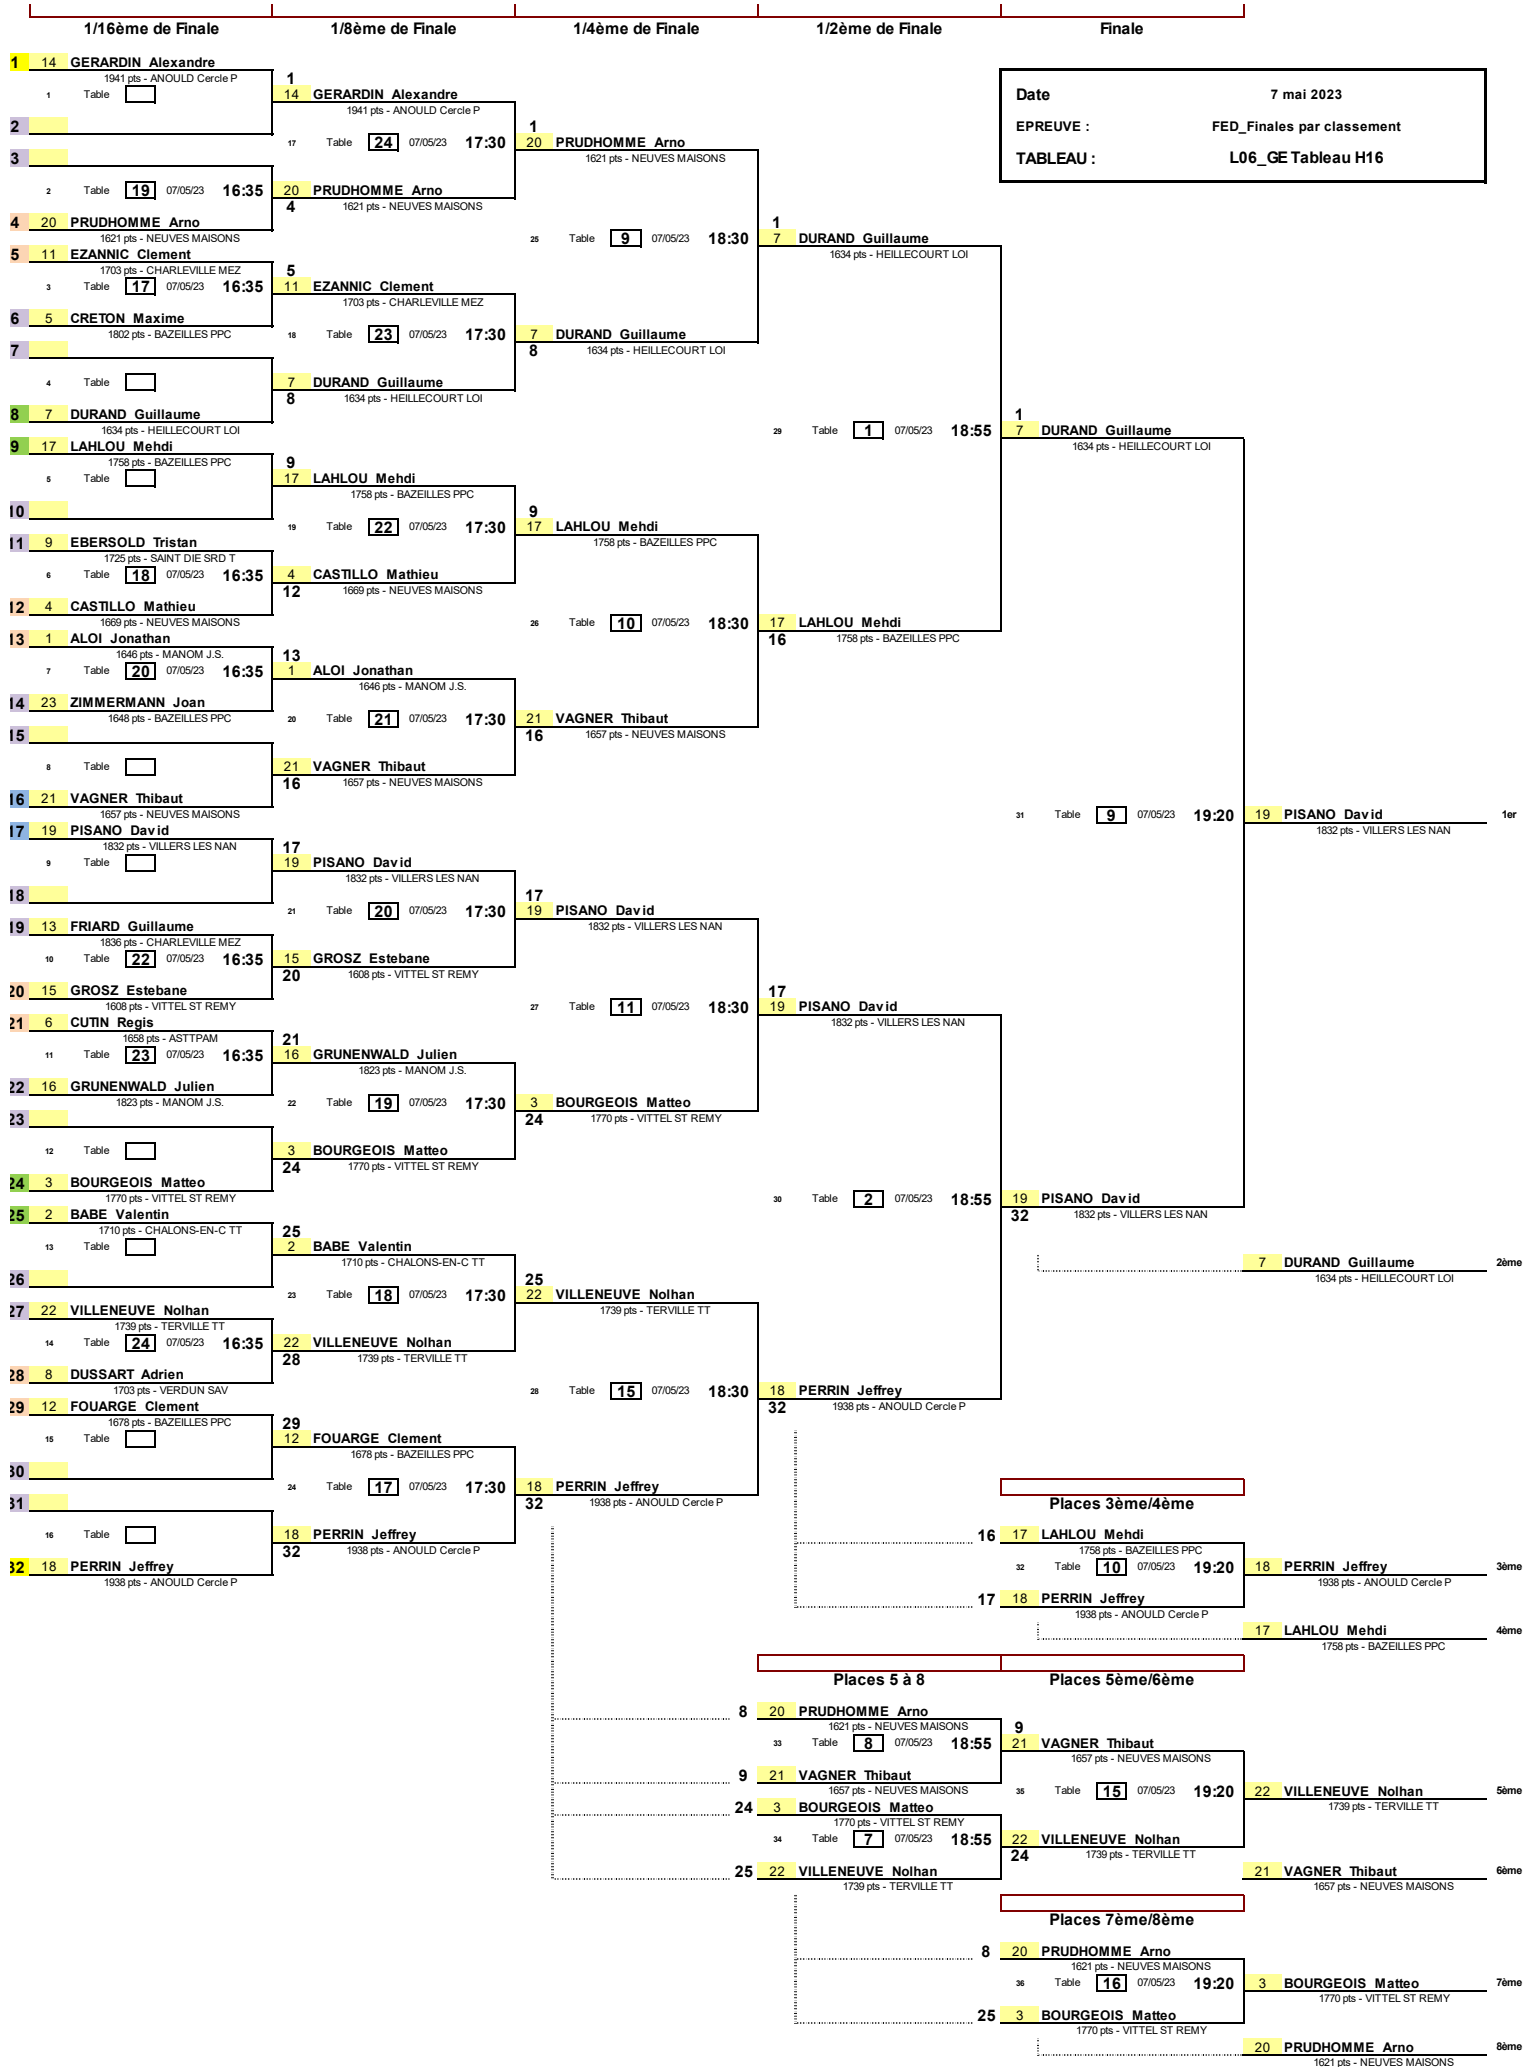 1/16ème de Finale
1/8ème de Finale
1/4ème de Finale
1/2ème de Finale
Finale
Date 7 mai 2023
EPREUVE : FED_Finales par classement
TABLEAU : L06_GE Tableau H16
1 14 GERARDIN Alexandre
1941 pts - ANOULD Cercle P
1 Table
2
3
2 Table 19 07/05/23 16:35
4 20 PRUDHOMME Arno
1621 pts - NEUVES MAISONS
5 11 EZANNIC Clement
1703 pts - CHARLEVILLE MEZ
3 Table 17 07/05/23 16:35
6 5 CRETON Maxime
1802 pts - BAZEILLES PPC
7
4 Table
8 7 DURAND Guillaume
1634 pts - HEILLECOURT LOI
9 17 LAHLOU Mehdi
1758 pts - BAZEILLES PPC
5 Table
10
11 9 EBERSOLD Tristan
1725 pts - SAINT DIE SRD T
6 Table 18 07/05/23 16:35
12 4 CASTILLO Mathieu
1669 pts - NEUVES MAISONS
13 1 ALOI Jonathan
1646 pts - MANOM J.S.
7 Table 20 07/05/23 16:35
14 23 ZIMMERMANN Joan
1648 pts - BAZEILLES PPC
15
8 Table
16 21 VAGNER Thibaut
1657 pts - NEUVES MAISONS
17 19 PISANO David
1832 pts - VILLERS LES NAN
9 Table
18
19 13 FRIARD Guillaume
1836 pts - CHARLEVILLE MEZ
10 Table 22 07/05/23 16:35
20 15 GROSZ Estebane
1608 pts - VITTEL ST REMY
21 6 CUTIN Regis
1658 pts - ASTTPAM
11 Table 23 07/05/23 16:35
22 16 GRUNENWALD Julien
1823 pts - MANOM J.S.
23
12 Table
24 3 BOURGEOIS Matteo
1770 pts - VITTEL ST REMY
25 2 BABE Valentin
1710 pts - CHALONS-EN-C TT
13 Table
26
27 22 VILLENEUVE Nolhan
1739 pts - TERVILLE TT
14 Table 24 07/05/23 16:35
28 8 DUSSART Adrien
1703 pts - VERDUN SAV
29 12 FOUARGE Clement
1678 pts - BAZEILLES PPC
15 Table
30
31
16 Table
32 18 PERRIN Jeffrey
1938 pts - ANOULD Cercle P
1
14 GERARDIN Alexandre
1941 pts - ANOULD Cercle P
17 Table 24 07/05/23 17:30
20 PRUDHOMME Arno
4 1621 pts - NEUVES MAISONS
5
11 EZANNIC Clement
1703 pts - CHARLEVILLE MEZ
18 Table 23 07/05/23 17:30
7 DURAND Guillaume
8 1634 pts - HEILLECOURT LOI
9
17 LAHLOU Mehdi
1758 pts - BAZEILLES PPC
19 Table 22 07/05/23 17:30
4 CASTILLO Mathieu
12 1669 pts - NEUVES MAISONS
13
1 ALOI Jonathan
1646 pts - MANOM J.S.
20 Table 21 07/05/23 17:30
21 VAGNER Thibaut
16 1657 pts - NEUVES MAISONS
17
19 PISANO David
1832 pts - VILLERS LES NAN
21 Table 20 07/05/23 17:30
15 GROSZ Estebane
20 1608 pts - VITTEL ST REMY
21
16 GRUNENWALD Julien
1823 pts - MANOM J.S.
22 Table 19 07/05/23 17:30
3 BOURGEOIS Matteo
24 1770 pts - VITTEL ST REMY
25
2 BABE Valentin
1710 pts - CHALONS-EN-C TT
23 Table 18 07/05/23 17:30
22 VILLENEUVE Nolhan
28 1739 pts - TERVILLE TT
29
12 FOUARGE Clement
1678 pts - BAZEILLES PPC
24 Table 17 07/05/23 17:30
18 PERRIN Jeffrey
32 1938 pts - ANOULD Cercle P
1
20 PRUDHOMME Arno
1621 pts - NEUVES MAISONS
25 Table 9 07/05/23 18:30
7 DURAND Guillaume
8 1634 pts - HEILLECOURT LOI
9
17 LAHLOU Mehdi
1758 pts - BAZEILLES PPC
26 Table 10 07/05/23 18:30
21 VAGNER Thibaut
16 1657 pts - NEUVES MAISONS
17
19 PISANO David
1832 pts - VILLERS LES NAN
27 Table 11 07/05/23 18:30
3 BOURGEOIS Matteo
24 1770 pts - VITTEL ST REMY
25
22 VILLENEUVE Nolhan
1739 pts - TERVILLE TT
28 Table 15 07/05/23 18:30
18 PERRIN Jeffrey
32 1938 pts - ANOULD Cercle P
1
7 DURAND Guillaume
1634 pts - HEILLECOURT LOI
29 Table 1 07/05/23 18:55
17 LAHLOU Mehdi
16 1758 pts - BAZEILLES PPC
17
19 PISANO David
1832 pts - VILLERS LES NAN
30 Table 2 07/05/23 18:55
18 PERRIN Jeffrey
32 1938 pts - ANOULD Cercle P
1
7 DURAND Guillaume
1634 pts - HEILLECOURT LOI
31 Table 9 07/05/23 19:20
19 PISANO David
32 1832 pts - VILLERS LES NAN
19 PISANO David 1er
1832 pts - VILLERS LES NAN
7 DURAND Guillaume 2ème
1634 pts - HEILLECOURT LOI
Places 3ème/4ème
16 17 LAHLOU Mehdi
1758 pts - BAZEILLES PPC
32 Table 10 07/05/23 19:20
17 18 PERRIN Jeffrey
1938 pts - ANOULD Cercle P
18 PERRIN Jeffrey 3ème
1938 pts - ANOULD Cercle P
17 LAHLOU Mehdi 4ème
1758 pts - BAZEILLES PPC
Places 5 à 8
8 20 PRUDHOMME Arno
1621 pts - NEUVES MAISONS
33 Table 8 07/05/23 18:55
9 21 VAGNER Thibaut
1657 pts - NEUVES MAISONS
24 3 BOURGEOIS Matteo
1770 pts - VITTEL ST REMY
34 Table 7 07/05/23 18:55
25 22 VILLENEUVE Nolhan
1739 pts - TERVILLE TT
Places 5ème/6ème
9
21 VAGNER Thibaut
1657 pts - NEUVES MAISONS
35 Table 15 07/05/23 19:20
22 VILLENEUVE Nolhan
24 1739 pts - TERVILLE TT
22 VILLENEUVE Nolhan 5ème
1739 pts - TERVILLE TT
21 VAGNER Thibaut 6ème
1657 pts - NEUVES MAISONS
Places 7ème/8ème
8 20 PRUDHOMME Arno
1621 pts - NEUVES MAISONS
36 Table 16 07/05/23 19:20
25 3 BOURGEOIS Matteo
1770 pts - VITTEL ST REMY
3 BOURGEOIS Matteo 7ème
1770 pts - VITTEL ST REMY
20 PRUDHOMME Arno 8ème
1621 pts - NEUVES MAISONS